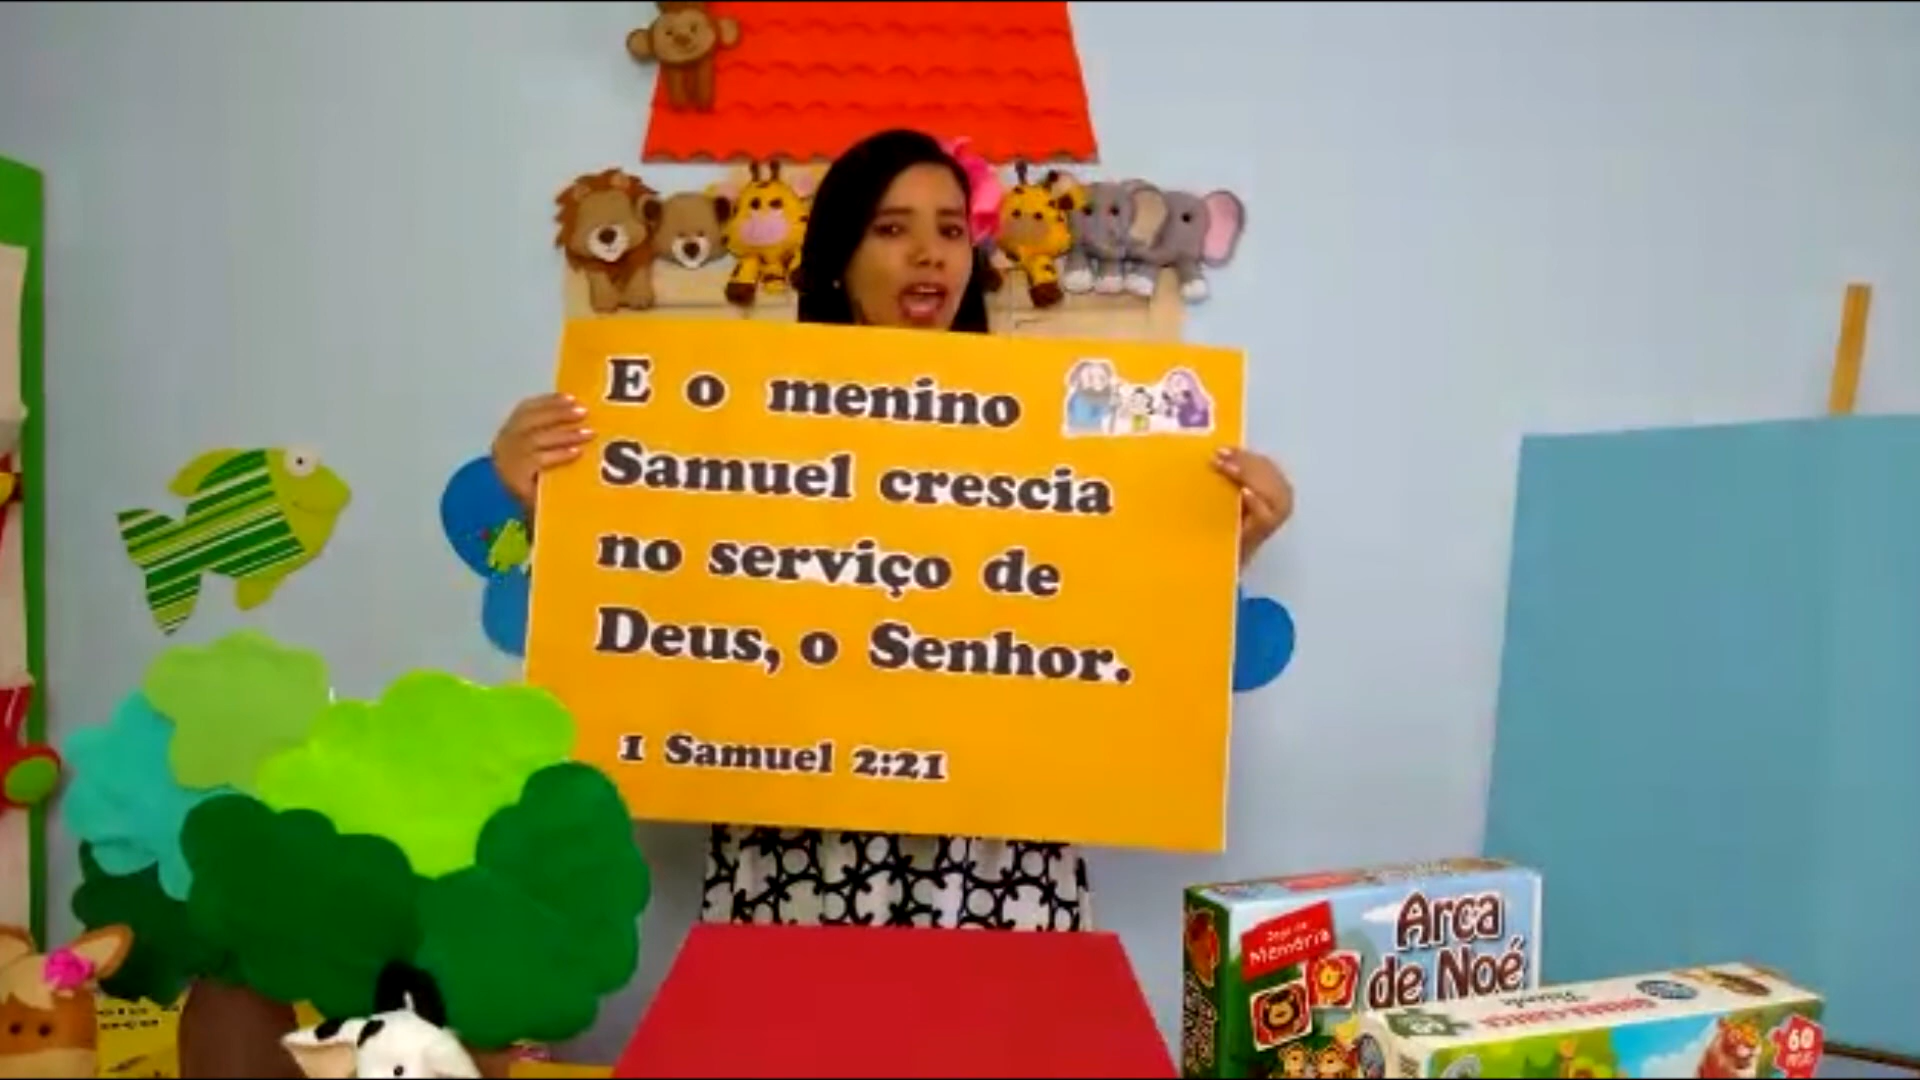 E o menino
Samuel crescia
no serviço de
Deus, o Senhor.
1 Samuel 2:21
Jogo da
Memória
Arca
de Noé
60